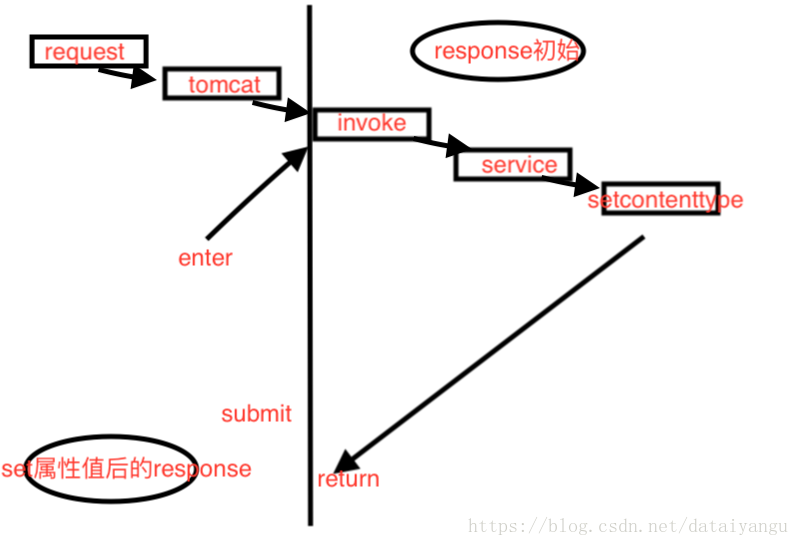 request
response初始
tomcat
invoke
service
setcontenttype
enter
submit
set属性值后的response
return
https://blog.csdn.net/dataiyangu